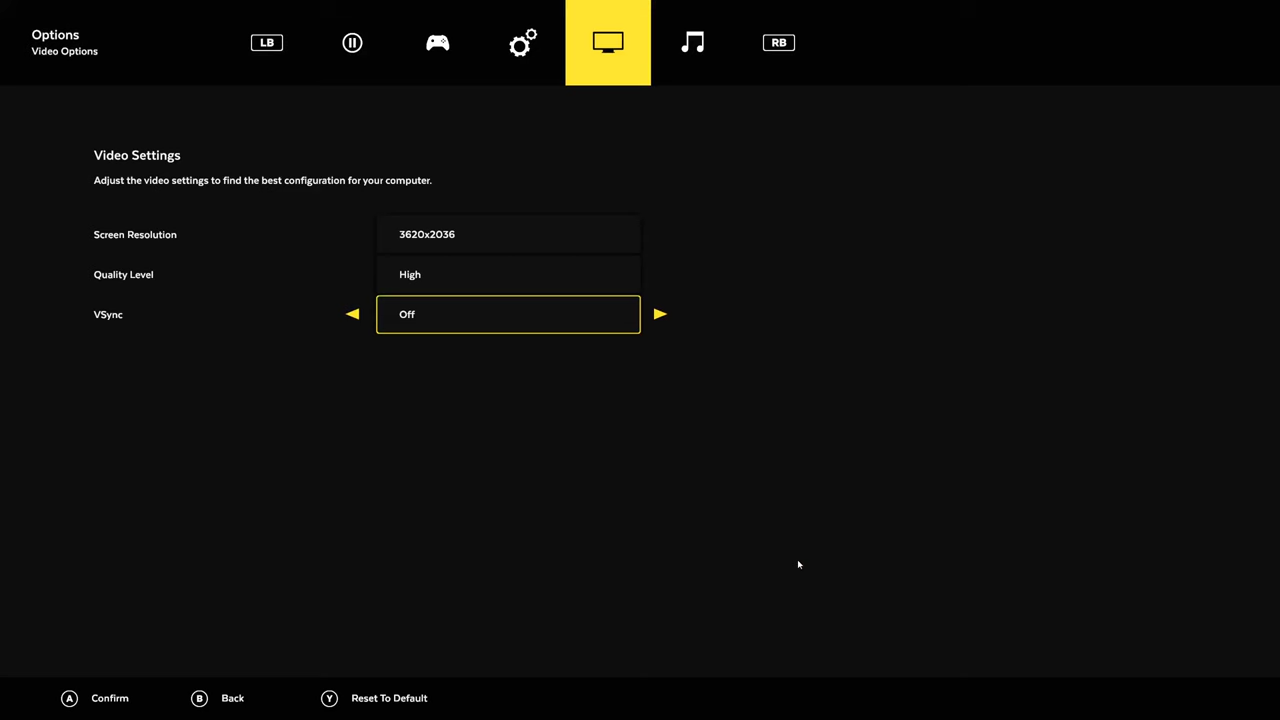 Options
Video Options
LB
RB
Video Settings
Adjust the video settings to find the best configuration for your computer.
Screen Resolution 3620x2036
Quality Level High
VSync Off
A Confirm B Back Y Reset To Default